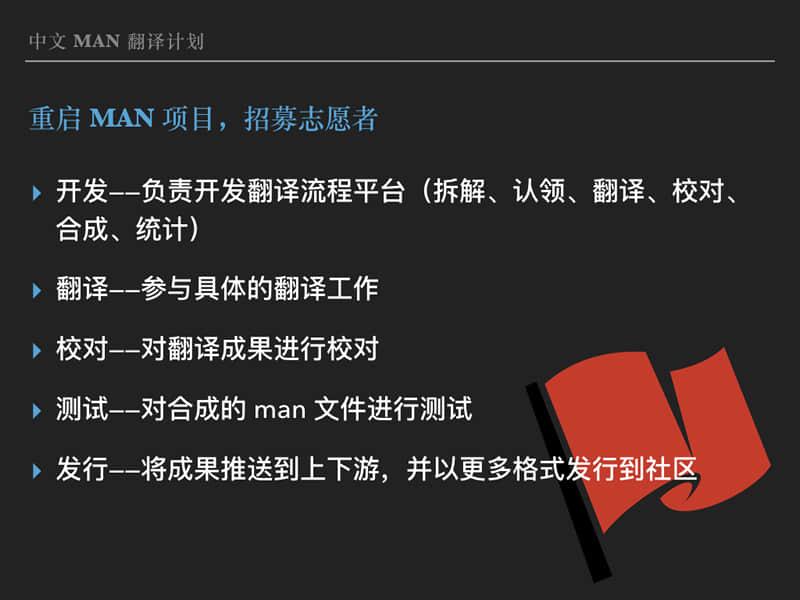 中文 MAN 翻译计划
重启 MAN 项目，招募志愿者
开发——负责开发翻译流程平台（拆解、认领、翻译、校对、
合成、统计）
翻译——参与具体的翻译工作
校对——对翻译成果进行校对
测试——对合成的 man 文件进行测试
发行——将成果推送到上下游，并以更多格式发行到社区